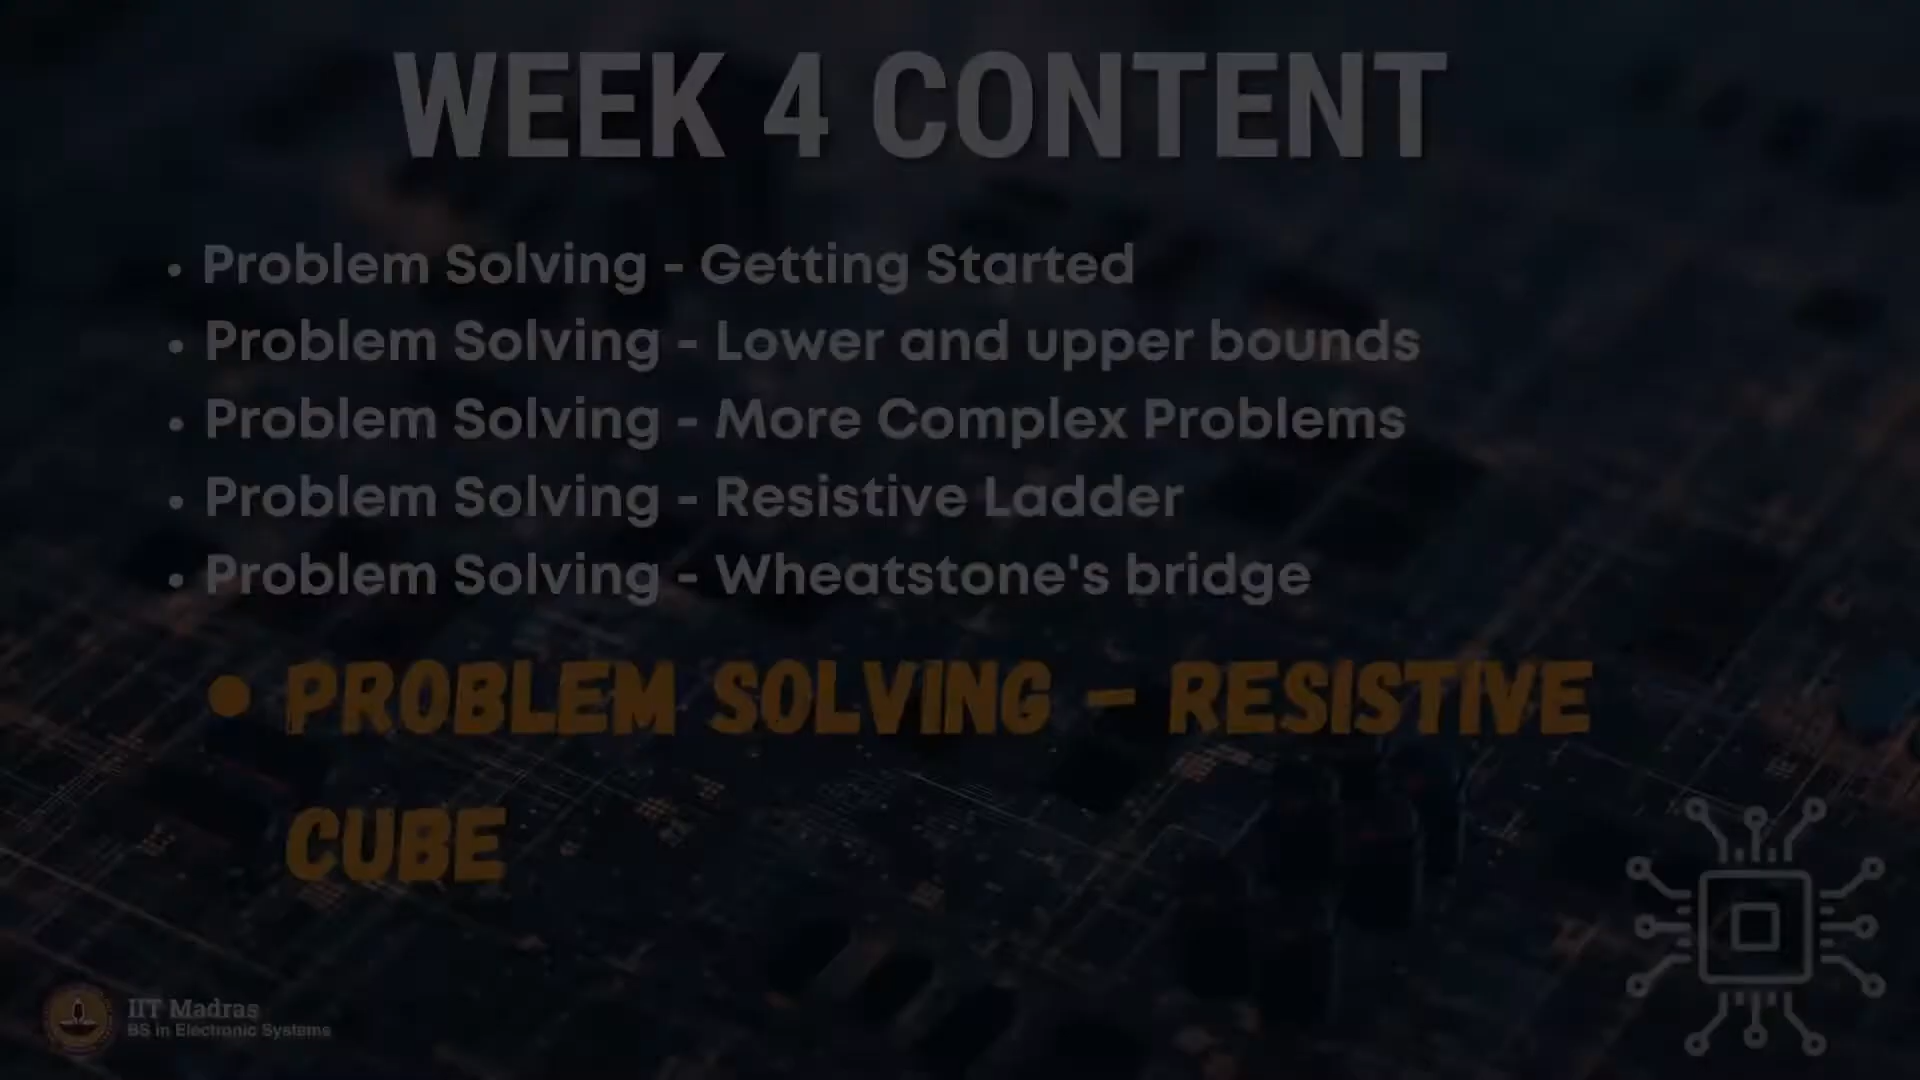 WEEK 4 CONTENT
• Problem Solving - Getting Started
• Problem Solving - Lower and upper bounds
• Problem Solving - More Complex Problems
• Problem Solving - Resistive Ladder
• Problem Solving - Wheatstone's bridge
• PROBLEM SOLVING - RESISTIVE
CUBE
IIT Madras
BS in Electronic Systems